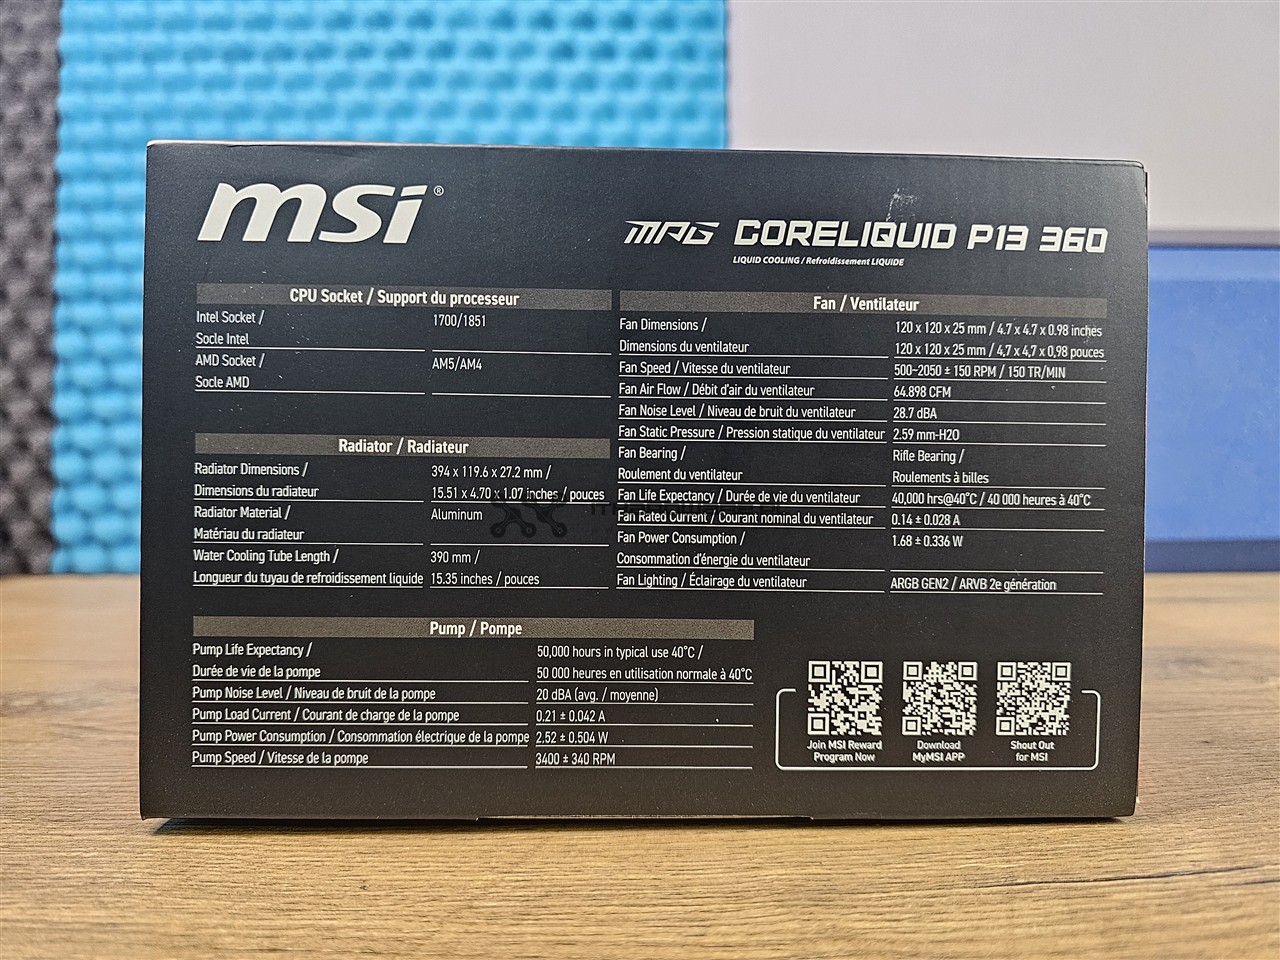 msi®
MPG CORELIQUID P13 360
LIQUID COOLING / Refroidissement LIQUIDE
CPU Socket / Support du processeur
Intel Socket / 1700/1851
Socle Intel
AMD Socket / AM5/AM4
Socle AMD
Radiator / Radiateur
Radiator Dimensions / 394 x 119.6 x 27.2 mm /
Dimensions du radiateur 15.51 x 4.70 x 1.07 inches / pouces
Radiator Material / Aluminum
Matériau du radiateur
Water Cooling Tube Length / 390 mm /
Longueur du tuyau de refroidissement liquide 15.35 inches / pouces
Fan / Ventilateur
Fan Dimensions / 120 x 120 x 25 mm / 4.7 x 4.7 x 0.98 inches
Dimensions du ventilateur 120 x 120 x 25 mm / 4,7 x 4,7 x 0,98 pouces
Fan Speed / Vitesse du ventilateur 500~2050 ± 150 RPM / 150 TR/MIN
Fan Air Flow / Débit d'air du ventilateur 64.898 CFM
Fan Noise Level / Niveau de bruit du ventilateur 28.7 dBA
Fan Static Pressure / Pression statique du ventilateur 2.59 mm-H2O
Fan Bearing / Rifle Bearing /
Roulement du ventilateur Roulements à billes
Fan Life Expectancy / Durée de vie du ventilateur 40,000 hrs@40°C / 40 000 heures à 40°C
Fan Rated Current / Courant nominal du ventilateur 0.14 ± 0.028 A
Fan Power Consumption / 1.68 ± 0.336 W
Consommation d'énergie du ventilateur
Fan Lighting / Éclairage du ventilateur ARGB GEN2 / ARVB 2e génération
Pump / Pompe
Pump Life Expectancy / 50,000 hours in typical use 40°C /
Durée de vie de la pompe 50 000 heures en utilisation normale à 40°C
Pump Noise Level / Niveau de bruit de la pompe 20 dBA (avg. / moyenne)
Pump Load Current / Courant de charge de la pompe 0.21 ± 0.042 A
Pump Power Consumption / Consommation électrique de la pompe 2.52 ± 0.504 W
Pump Speed / Vitesse de la pompe 3400 ± 340 RPM
Join MSI Reward
Program Now
Download
MyMSI APP
Shout Out
for MSI